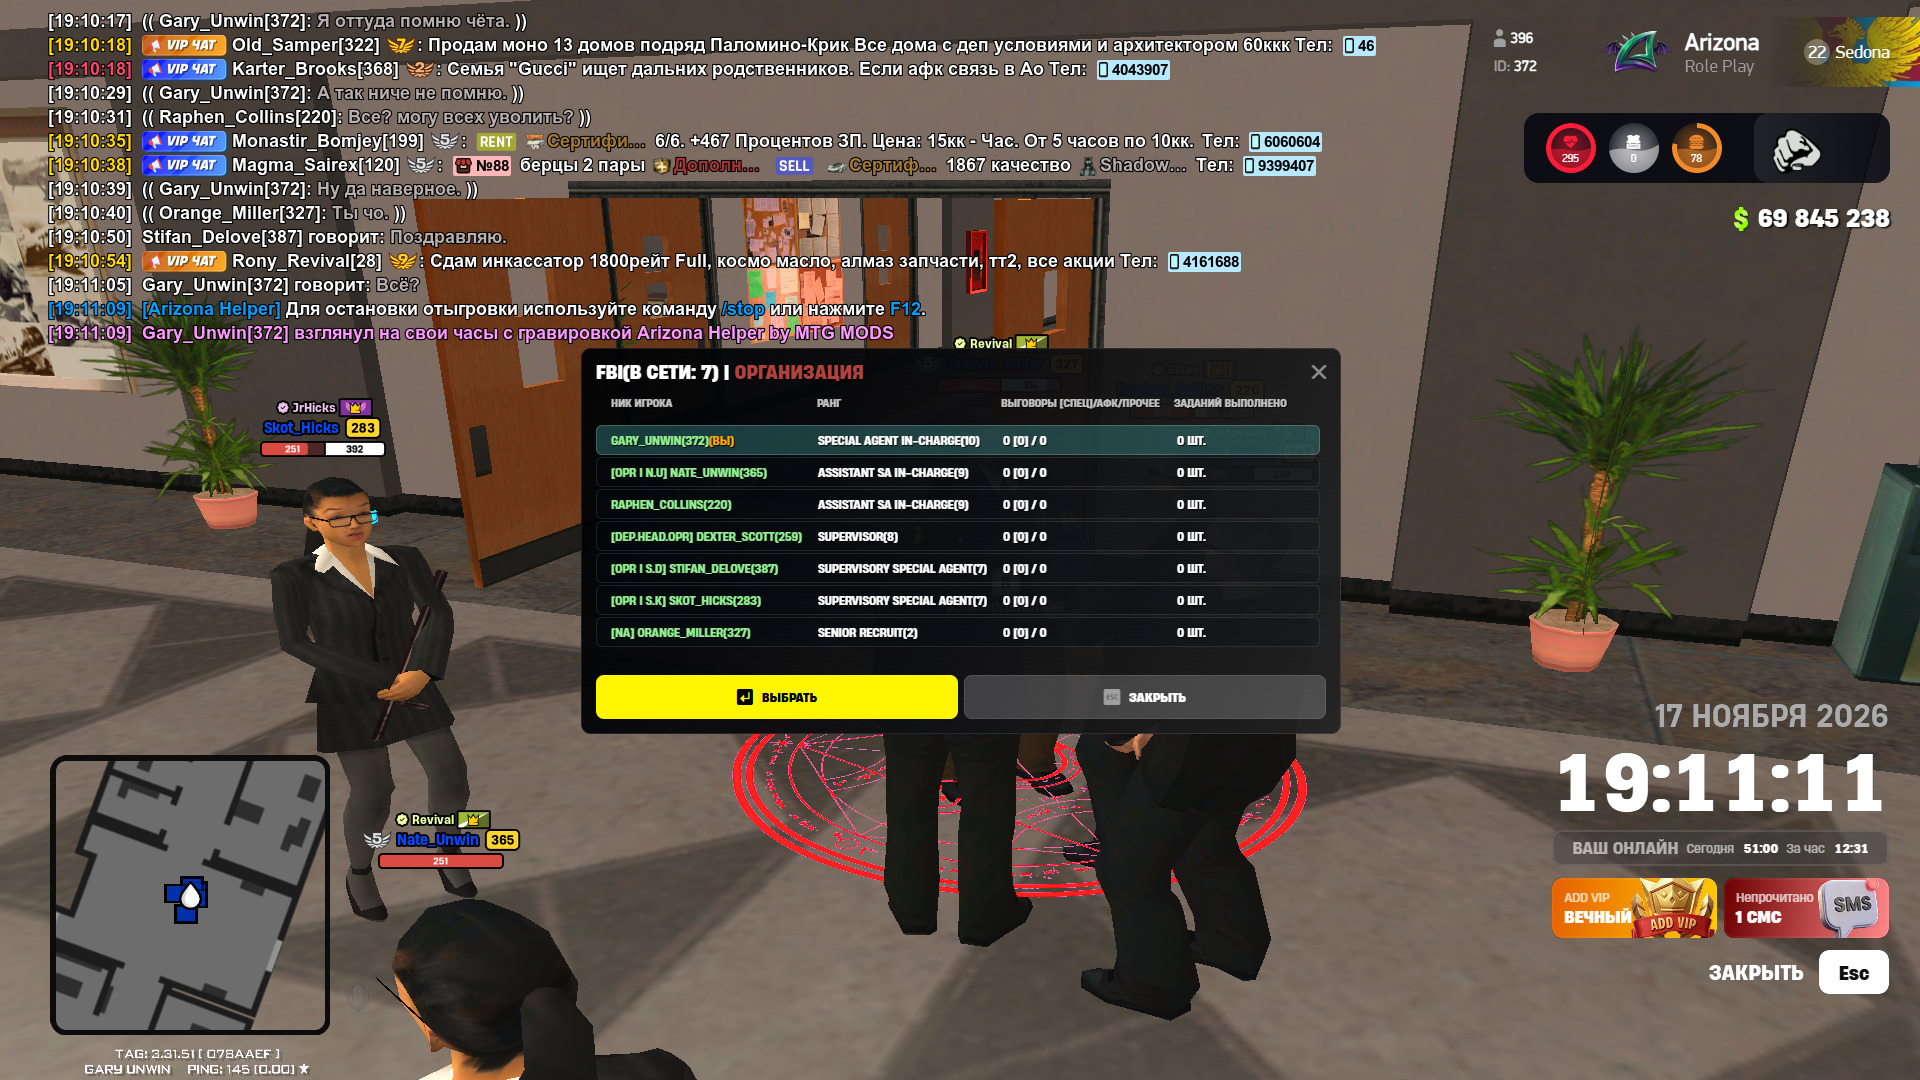 [19:10:17] (( Gary_Unwin[372]: Я оттуда помню чёта. ))
[19:10:18] VIP ЧАТ Old_Samper[322] 7: Продам моно 13 домов подряд Паломино-Крик Все дома с деп условиями и архитектором 60ккк Тел: 46
[19:10:18] VIP ЧАТ Karter_Brooks[368] 2: Семья "Gucci" ищет дальних родственников. Если афк связь в Ао Тел: 4043907
[19:10:29] (( Gary_Unwin[372]: А так ниче не помню. ))
[19:10:31] (( Raphen_Collins[220]: Все? могу всех уволить? ))
[19:10:35] VIP ЧАТ Monastir_Bomjey[199] 5: RENT Сертифи... 6/6. +467 Процентов ЗП. Цена: 15кк - Час. От 5 часов по 10кк. Тел: 6060604
[19:10:38] VIP ЧАТ Magma_Sairex[120] 5: №88 берцы 2 пары Дополн... SELL Сертиф... 1867 качество Shadow... Тел: 9399407
[19:10:39] (( Gary_Unwin[372]: Ну да наверное. ))
[19:10:40] (( Orange_Miller[327]: Ты чо. ))
[19:10:50] Stifan_Delove[387] говорит: Поздравляю.
[19:10:54] VIP ЧАТ Rony_Revival[28] 9: Сдам инкассатор 1800рейт Full, космо масло, алмаз запчасти, тт2, все акции Тел: 4161688
[19:11:05] Gary_Unwin[372] говорит: Всё?
[19:11:09] [Arizona Helper] Для остановки отыгровки используйте команду /stop или нажмите F12.
[19:11:09] Gary_Unwin[372] взглянул на свои часы с гравировкой Arizona Helper by MTG MODS
396
ID: 372
Arizona
Role Play
22 Sedona
295
0
78
$ 69 845 238
Revival
327
220
JrHicks
Skot_Hicks 283
251 392
FBI(В СЕТИ: 7) | ОРГАНИЗАЦИЯ
НИК ИГРОКА РАНГ ВЫГОВОРЫ [СПЕЦ]/АФК/ПРОЧЕЕ ЗАДАНИЙ ВЫПОЛНЕНО
GARY_UNWIN(372)(ВЫ) SPECIAL AGENT IN-CHARGE(10) 0 [0] / 0 0 ШТ.
[OPR | N.U] NATE_UNWIN(365) ASSISTANT SA IN-CHARGE(9) 0 [0] / 0 0 ШТ.
RAPHEN_COLLINS(220) ASSISTANT SA IN-CHARGE(9) 0 [0] / 0 0 ШТ.
[DEP.HEAD.OPR] DEXTER_SCOTT(259) SUPERVISOR(8) 0 [0] / 0 0 ШТ.
[OPR | S.D] STIFAN_DELOVE(387) SUPERVISORY SPECIAL AGENT(7) 0 [0] / 0 0 ШТ.
[OPR | S.K] SKOT_HICKS(283) SUPERVISORY SPECIAL AGENT(7) 0 [0] / 0 0 ШТ.
[NA] ORANGE_MILLER(327) SENIOR RECRUIT(2) 0 [0] / 0 0 ШТ.
ВЫБРАТЬ
ESC ЗАКРЫТЬ
Revival
5 Nate_Unwin 365
251
17 НОЯБРЯ 2026
19:11:11
ВАШ ОНЛАЙН Сегодня 51:00 За час 12:31
ADD VIP
ВЕЧНЫЙ
ADD VIP
Непрочитано
1 СМС
SMS
ЗАКРЫТЬ Esc
TAG: 3.31.51 [ 078AAEF ]
GARY UNWIN PING: 145 [0.00] ★